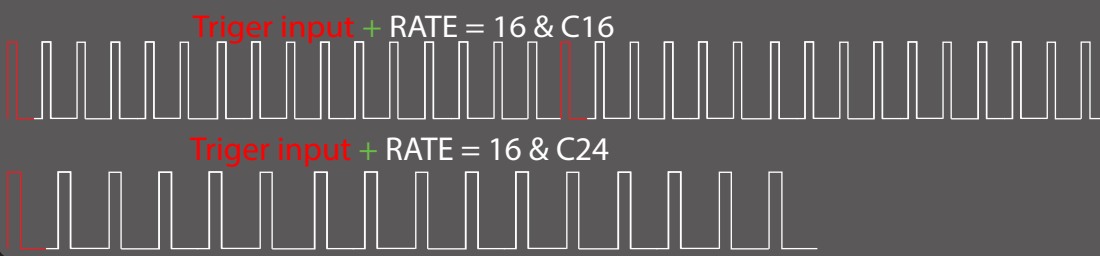 Triger input + RATE = 16 & C16
Triger input + RATE = 16 & C24